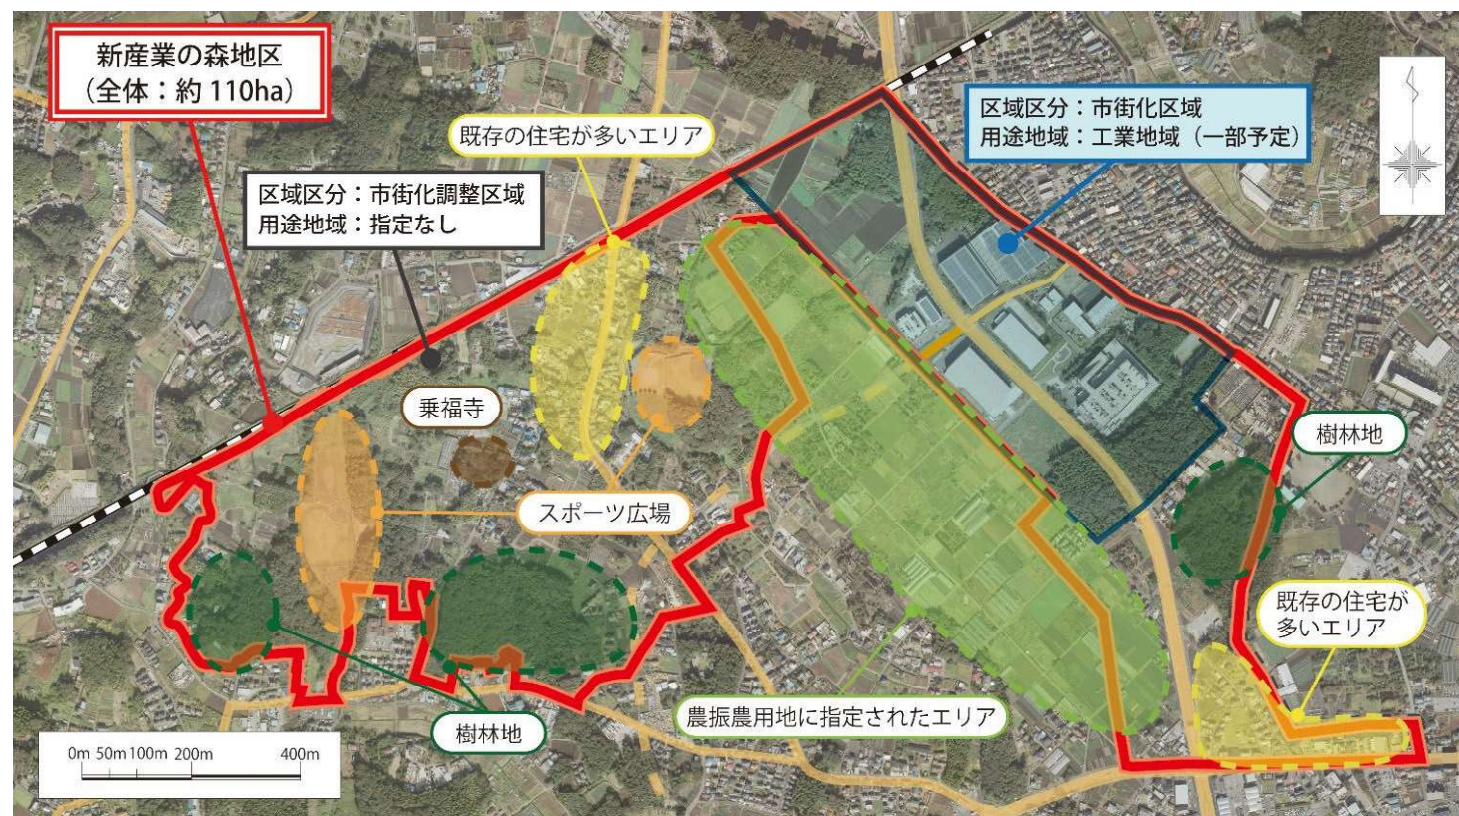 新産業の森地区
（全体：約 110ha）
区域区分：市街化区域
用途地域：工業地域（一部予定）
既存の住宅が多いエリア
区域区分：市街化調整区域
用途地域：指定なし
乗福寺
樹林地
スポーツ広場
既存の住宅が
多いエリア
農振農用地に指定されたエリア
樹林地
0m 50m 100m 200m 400m